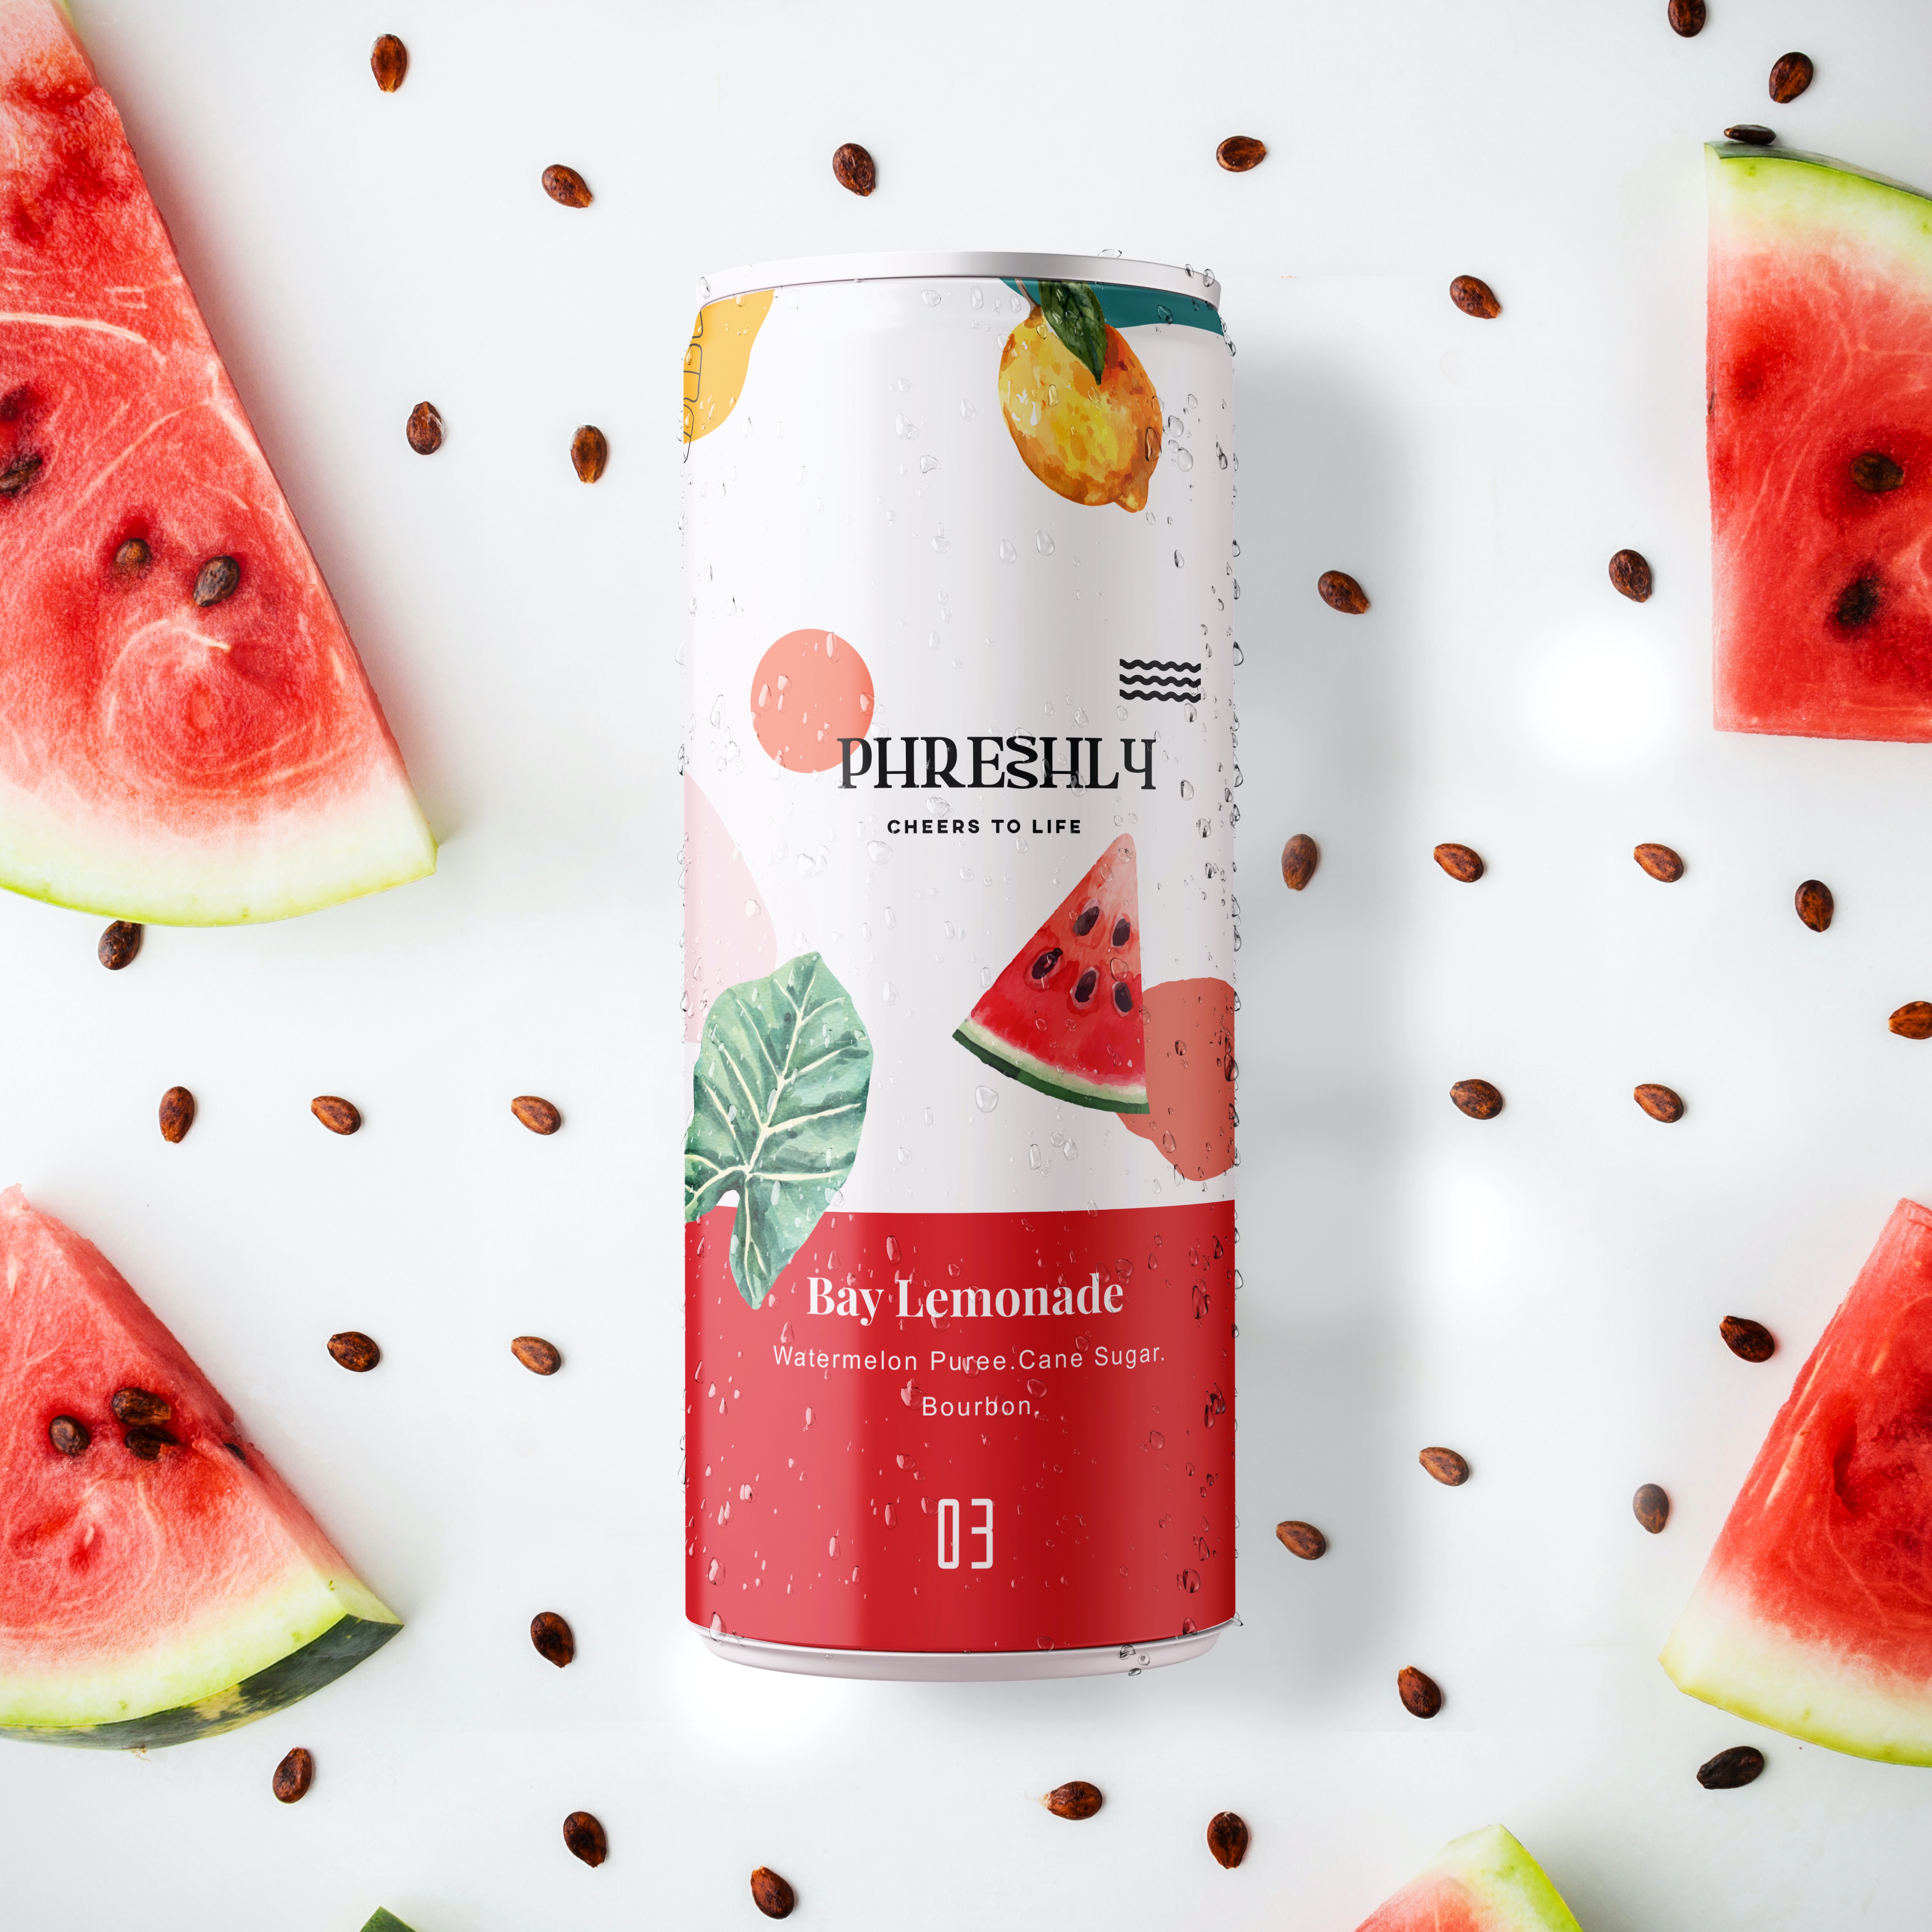 PHRESHLY
CHEERS TO LIFE
Bay Lemonade
Watermelon Puree.Cane Sugar.
Bourbon.
03